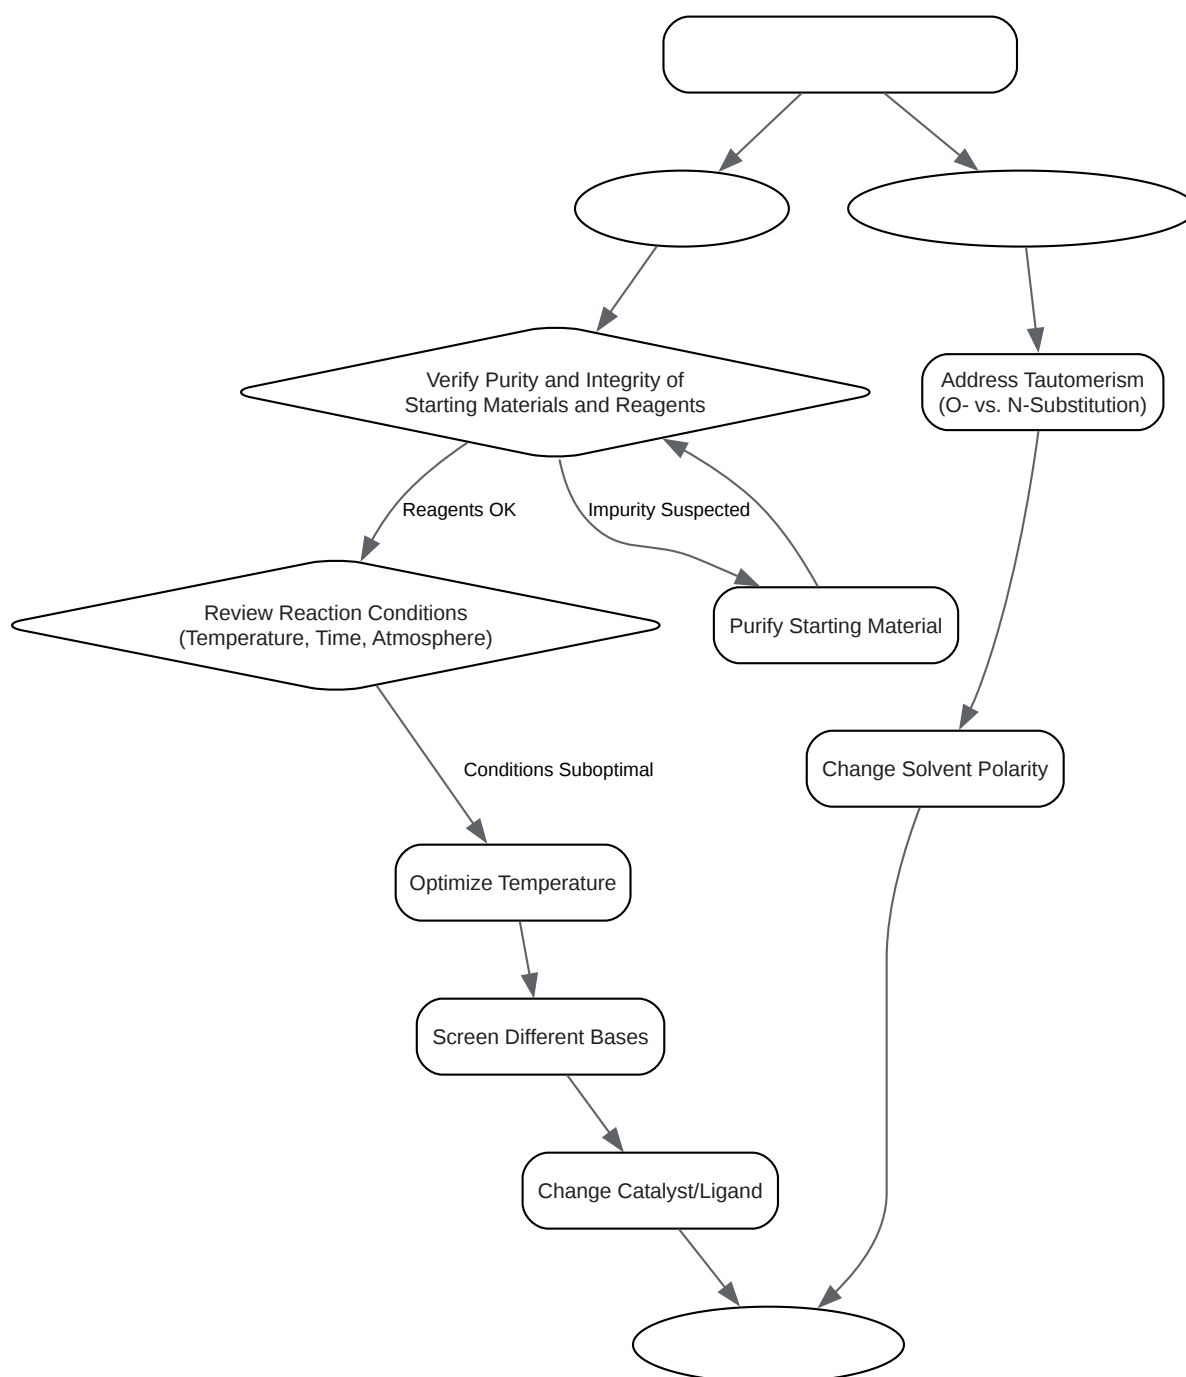 Verify Purity and Integrity of
Starting Materials and Reagents
Address Tautomerism
(O- vs. N-Substitution)
Reagents OK
Impurity Suspected
Review Reaction Conditions
(Temperature, Time, Atmosphere)
Purify Starting Material
Conditions Suboptimal
Change Solvent Polarity
Optimize Temperature
Screen Different Bases
Change Catalyst/Ligand